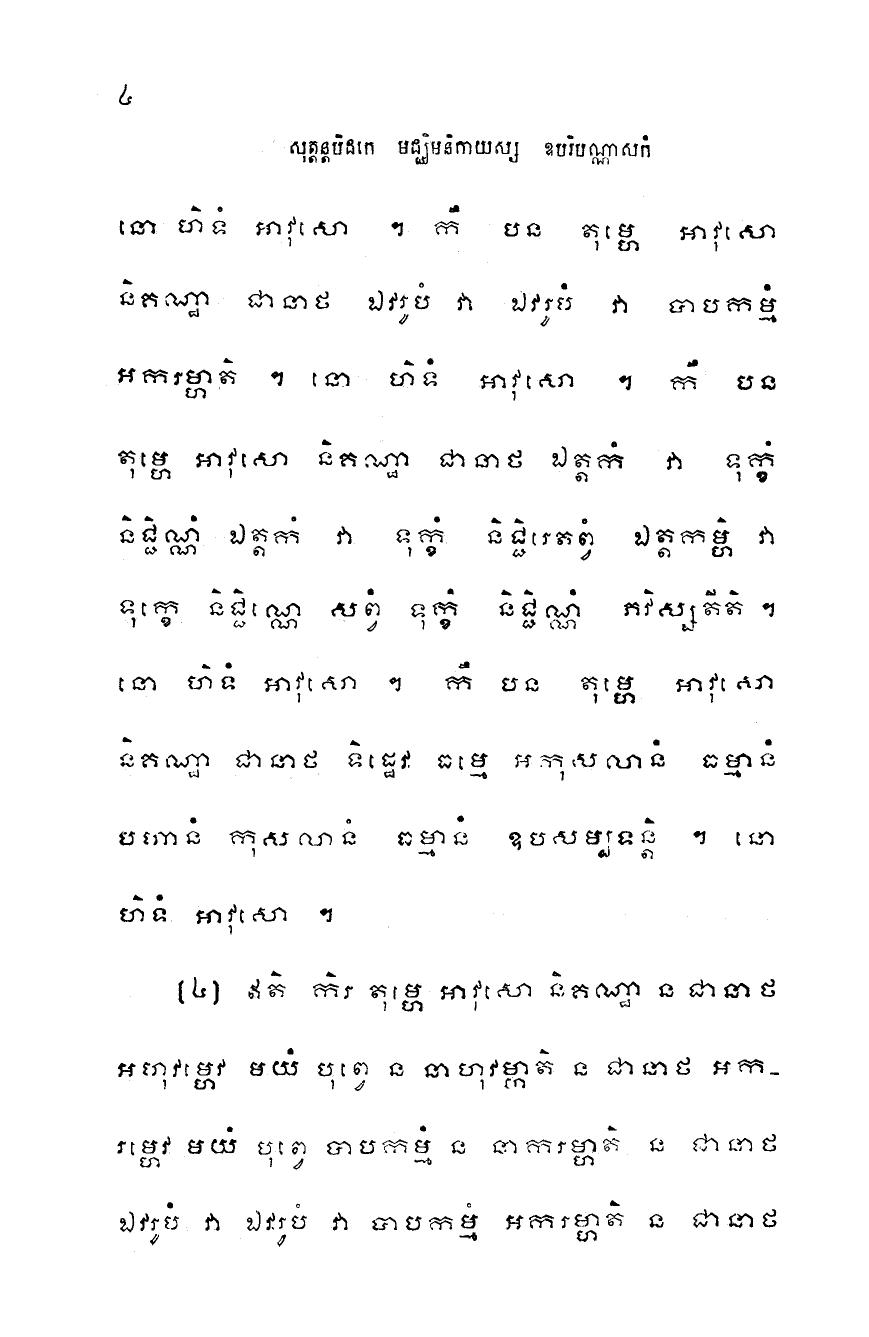 ៤
សុត្តន្តបិដកេ មជ្ឈិមនិកាយស្ស ឧបរិបណ្ណាសកំ
នោ ហិទំ អាវុសោ ។ កឹ បន តុម្ហេ អាវុសោ
និគណ្ឋា ជានាថ ឯវរូបំ វា ឯវរូបំ វា បាបកម្មំ
អករម្ហាតិ ។ នោ ហិទំ អាវុសោ ។ កឹ បន
តុម្ហេ អាវុសោ និគណ្ឋា ជានាថ ឯត្តកំ វា ទុក្ខំ
និជ្ជិណ្ណំ ឯត្តកំ វា ទុក្ខំ និជ្ជិរេតព្វំ ឯត្តកម្ហិ វា
ទុក្ខេ និជ្ជិណ្ណេ សព្វំ ទុក្ខំ និជ្ជិណ្ណំ ភវិស្សតីតិ ។
នោ ហិទំ អាវុសោ ។ កឹ បន តុម្ហេ អាវុសោ
និគណ្ឋា ជានាថ ទិដ្ឋេវ ធម្មេ អកុសលានំ ធម្មានំ
បហានំ កុសលានំ ធម្មានំ ឧបសម្បទន្តិ ។ នោ
ហិទំ អាវុសោ ។
(៤) ឥតិ កិរ តុម្ហេ អាវុសោ និគណ្ឋា ន ជានាថ
អហុវម្ហេវ មយំ បុព្វេ ន នាហុវម្ហាតិ ន ជានាថ អក-
រម្ហេវ មយំ បុព្វេ បាបកម្មំ ន នាករម្ហាតិ ន ជានាថ
ឯវរូបំ វា ឯវរូបំ វា បាបកម្មំ អករម្ហាតិ ន ជានាថ